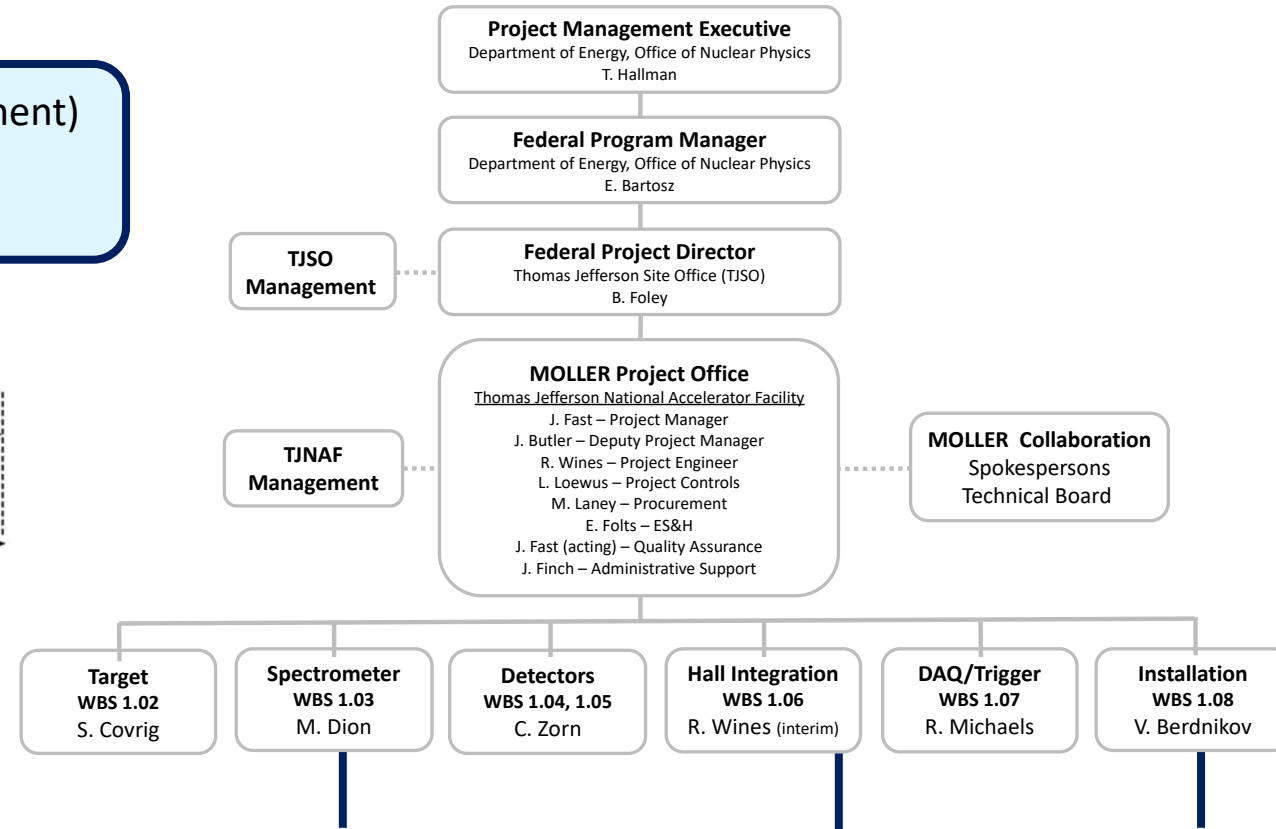 ment)
Project Management Executive
Department of Energy, Office of Nuclear Physics
T. Hallman
Federal Program Manager
Department of Energy, Office of Nuclear Physics
E. Bartosz
TJSO
Management
Federal Project Director
Thomas Jefferson Site Office (TJSO)
B. Foley
MOLLER Project Office
Thomas Jefferson National Accelerator Facility
J. Fast – Project Manager
J. Butler – Deputy Project Manager
R. Wines – Project Engineer
L. Loewus – Project Controls
M. Laney – Procurement
E. Folts – ES&H
J. Fast (acting) – Quality Assurance
J. Finch – Administrative Support
TJNAF
Management
MOLLER Collaboration
Spokespersons
Technical Board
Target
WBS 1.02
S. Covrig
Spectrometer
WBS 1.03
M. Dion
Detectors
WBS 1.04, 1.05
C. Zorn
Hall Integration
WBS 1.06
R. Wines (interim)
DAQ/Trigger
WBS 1.07
R. Michaels
Installation
WBS 1.08
V. Berdnikov